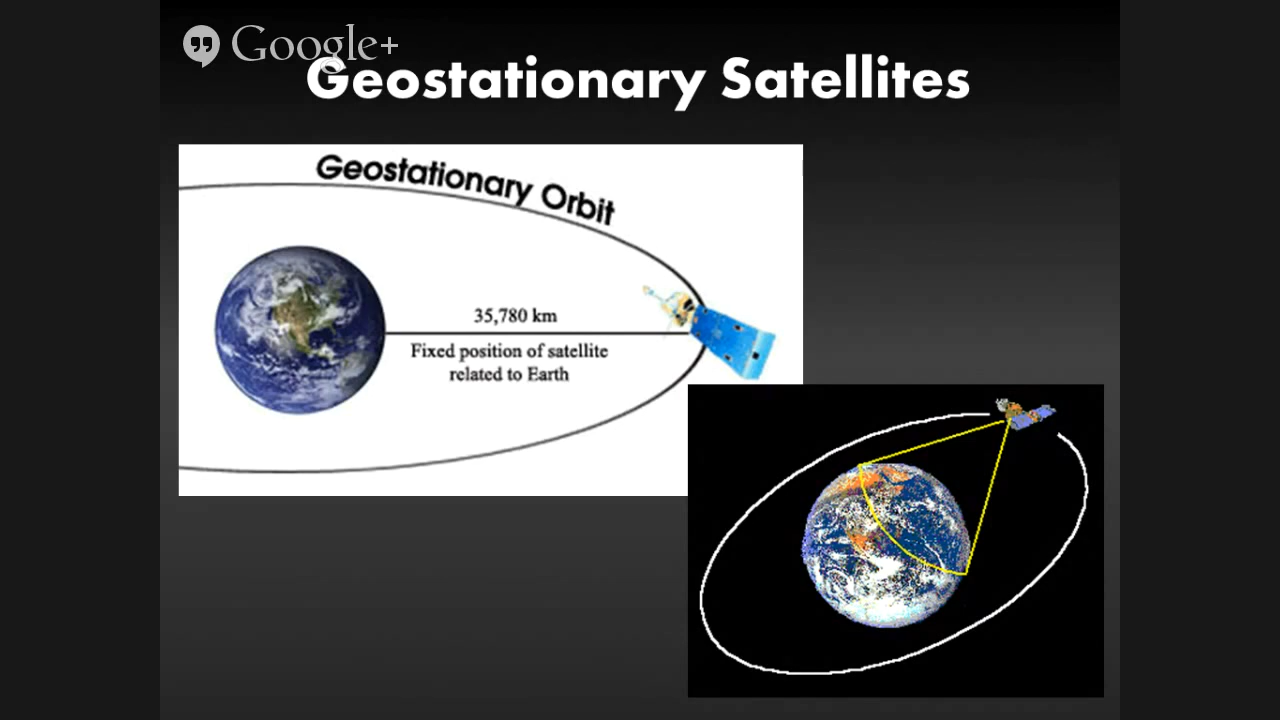 Google+
Geostationary Satellites
Geostationary Orbit
35,780 km
Fixed position of satellite
related to Earth